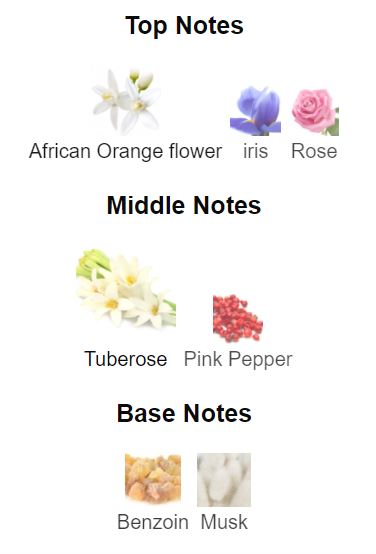 Top Notes
African Orange flower iris Rose
Middle Notes
Tuberose Pink Pepper
Base Notes
Benzoin Musk